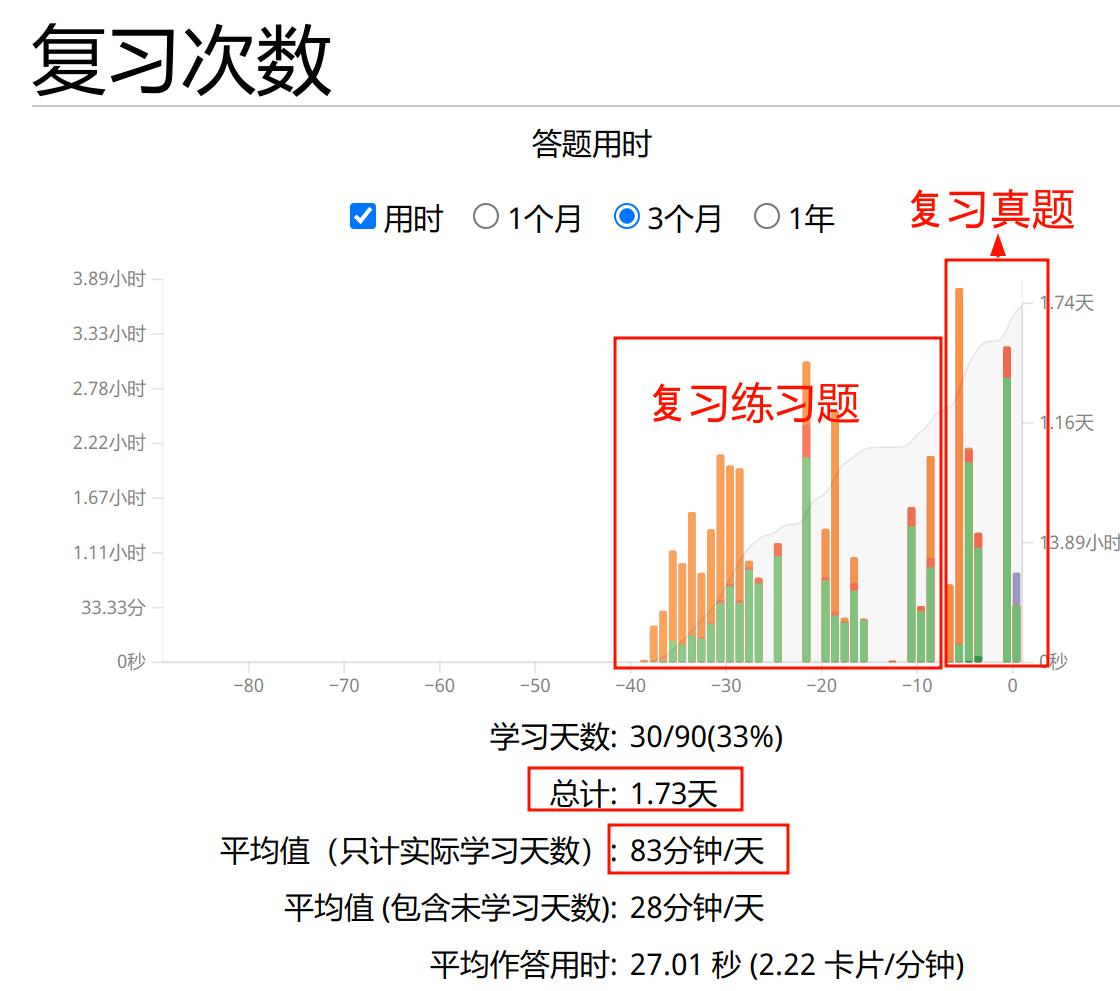 复习次数
答题用时
用时 1个月 3个月 1年
复习真题
3.89小时
1.74天
3.33小时
复习练习题
2.78小时
1.16天
2.22小时
1.67小时
1.11小时
13.89小时
33.33分
0秒
0秒
−80 −70 −60 −50 −40 −30 −20 −10 0
学习天数: 30/90(33%)
总计: 1.73天
平均值（只计实际学习天数）: 83分钟/天
平均值 (包含未学习天数): 28分钟/天
平均作答用时: 27.01 秒 (2.22 卡片/分钟)